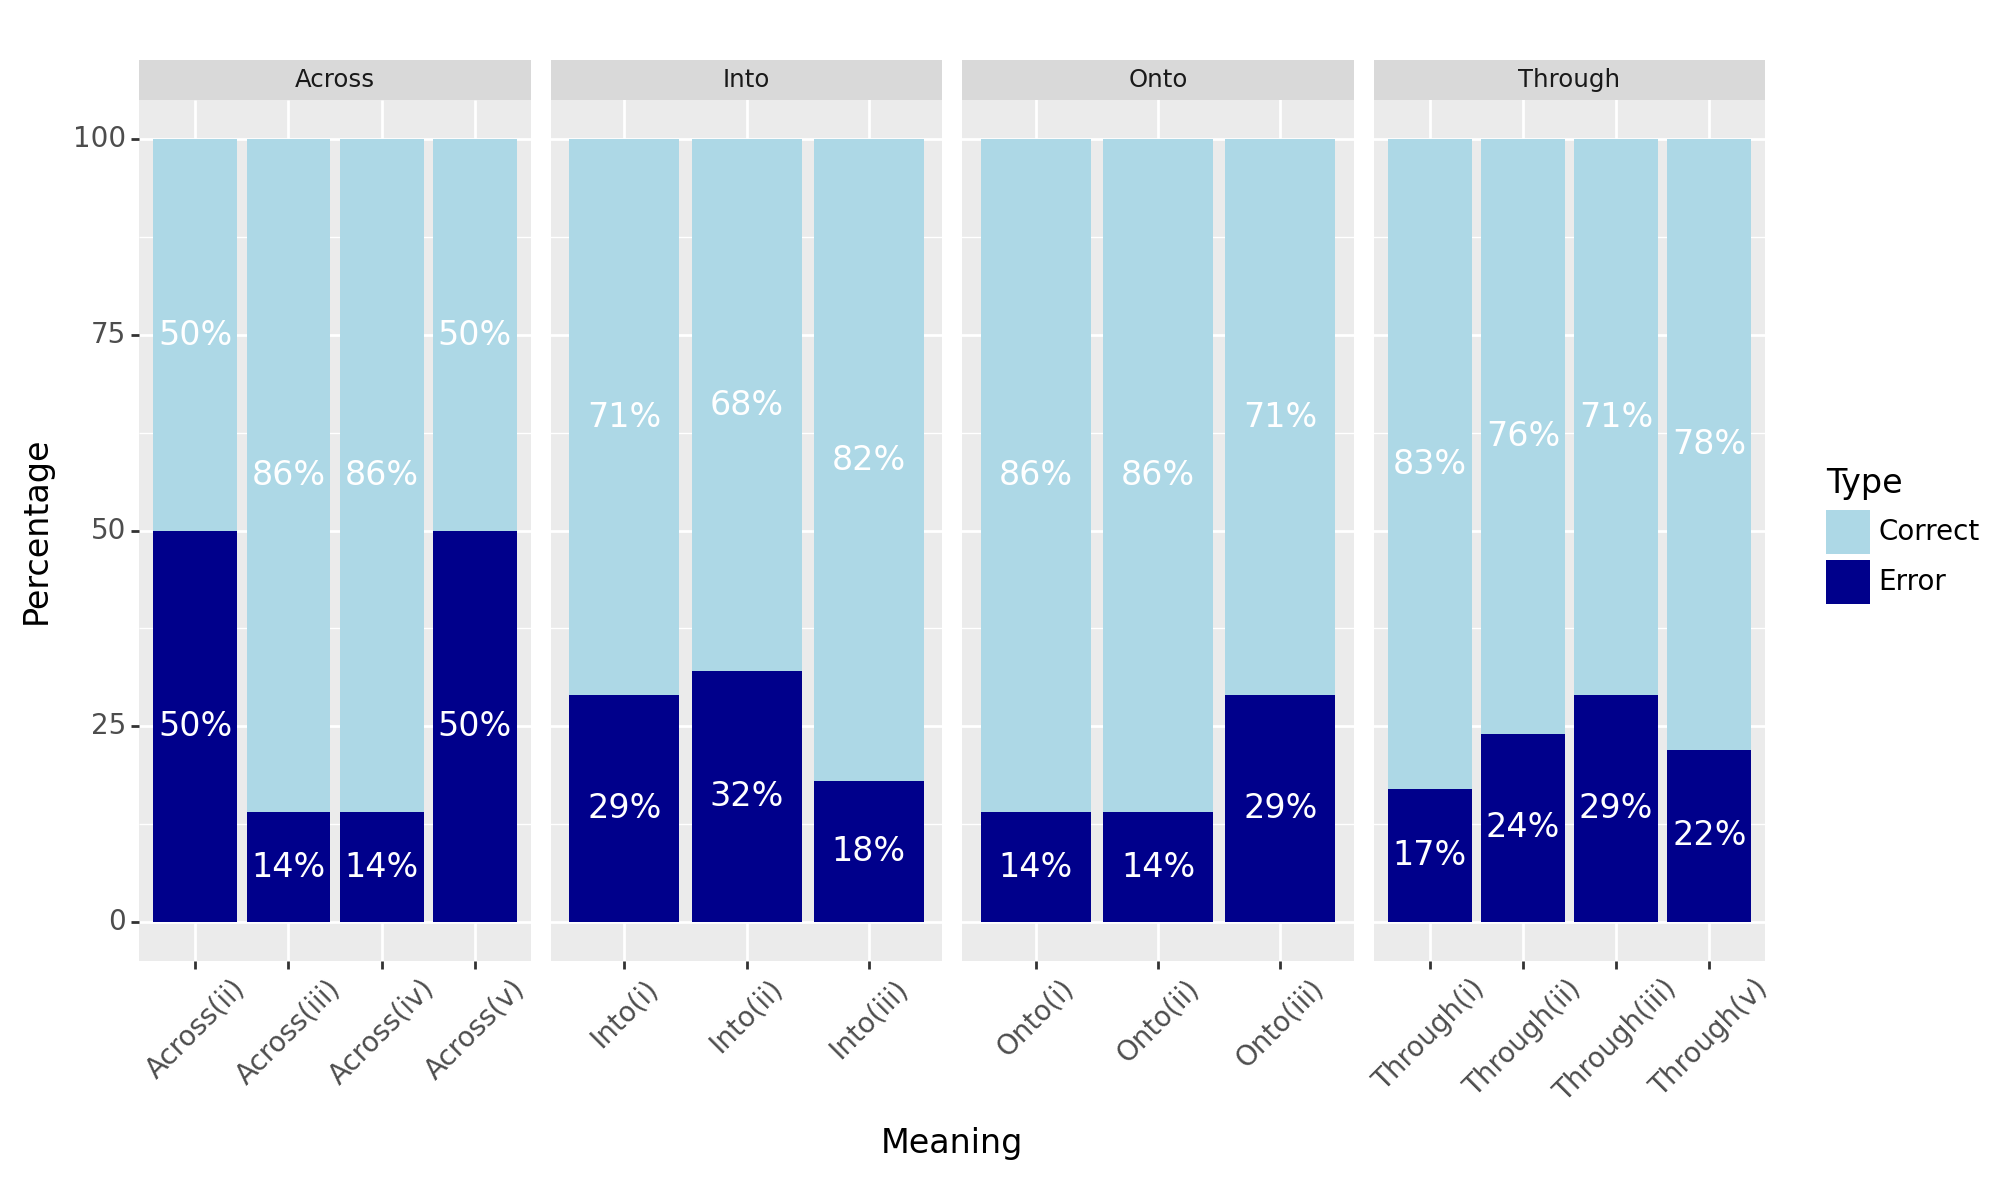 Across Into Onto Through
100
75
50
25
0
Percentage
50% 86% 86% 50% 71% 68% 82% 86% 86% 71% 83% 76% 71% 78%
50% 14% 14% 50% 29% 32% 18% 14% 14% 29% 17% 24% 29% 22%
Across(ii) Across(iii) Across(iv) Across(v) Into(i) Into(ii) Into(iii) Onto(i) Onto(ii) Onto(iii) Through(i) Through(ii) Through(iii) Through(v)
Meaning
Type
Correct
Error